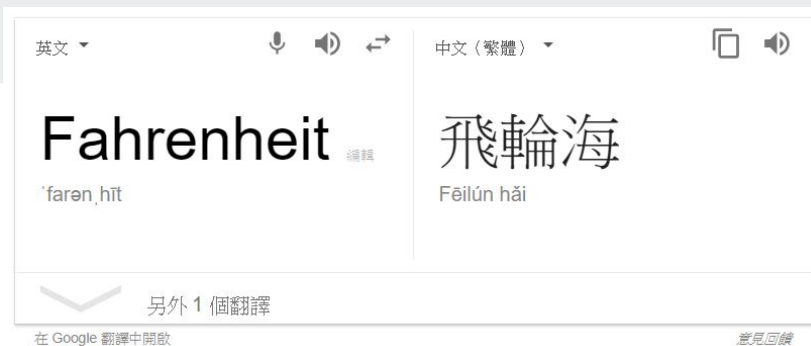 英文 中文（繁體）
Fahrenheit 編輯
ˈfarənˌhīt
飛輪海
Fēilún hǎi
另外 1 個翻譯
在 Google 翻譯中開啟 意見回饋